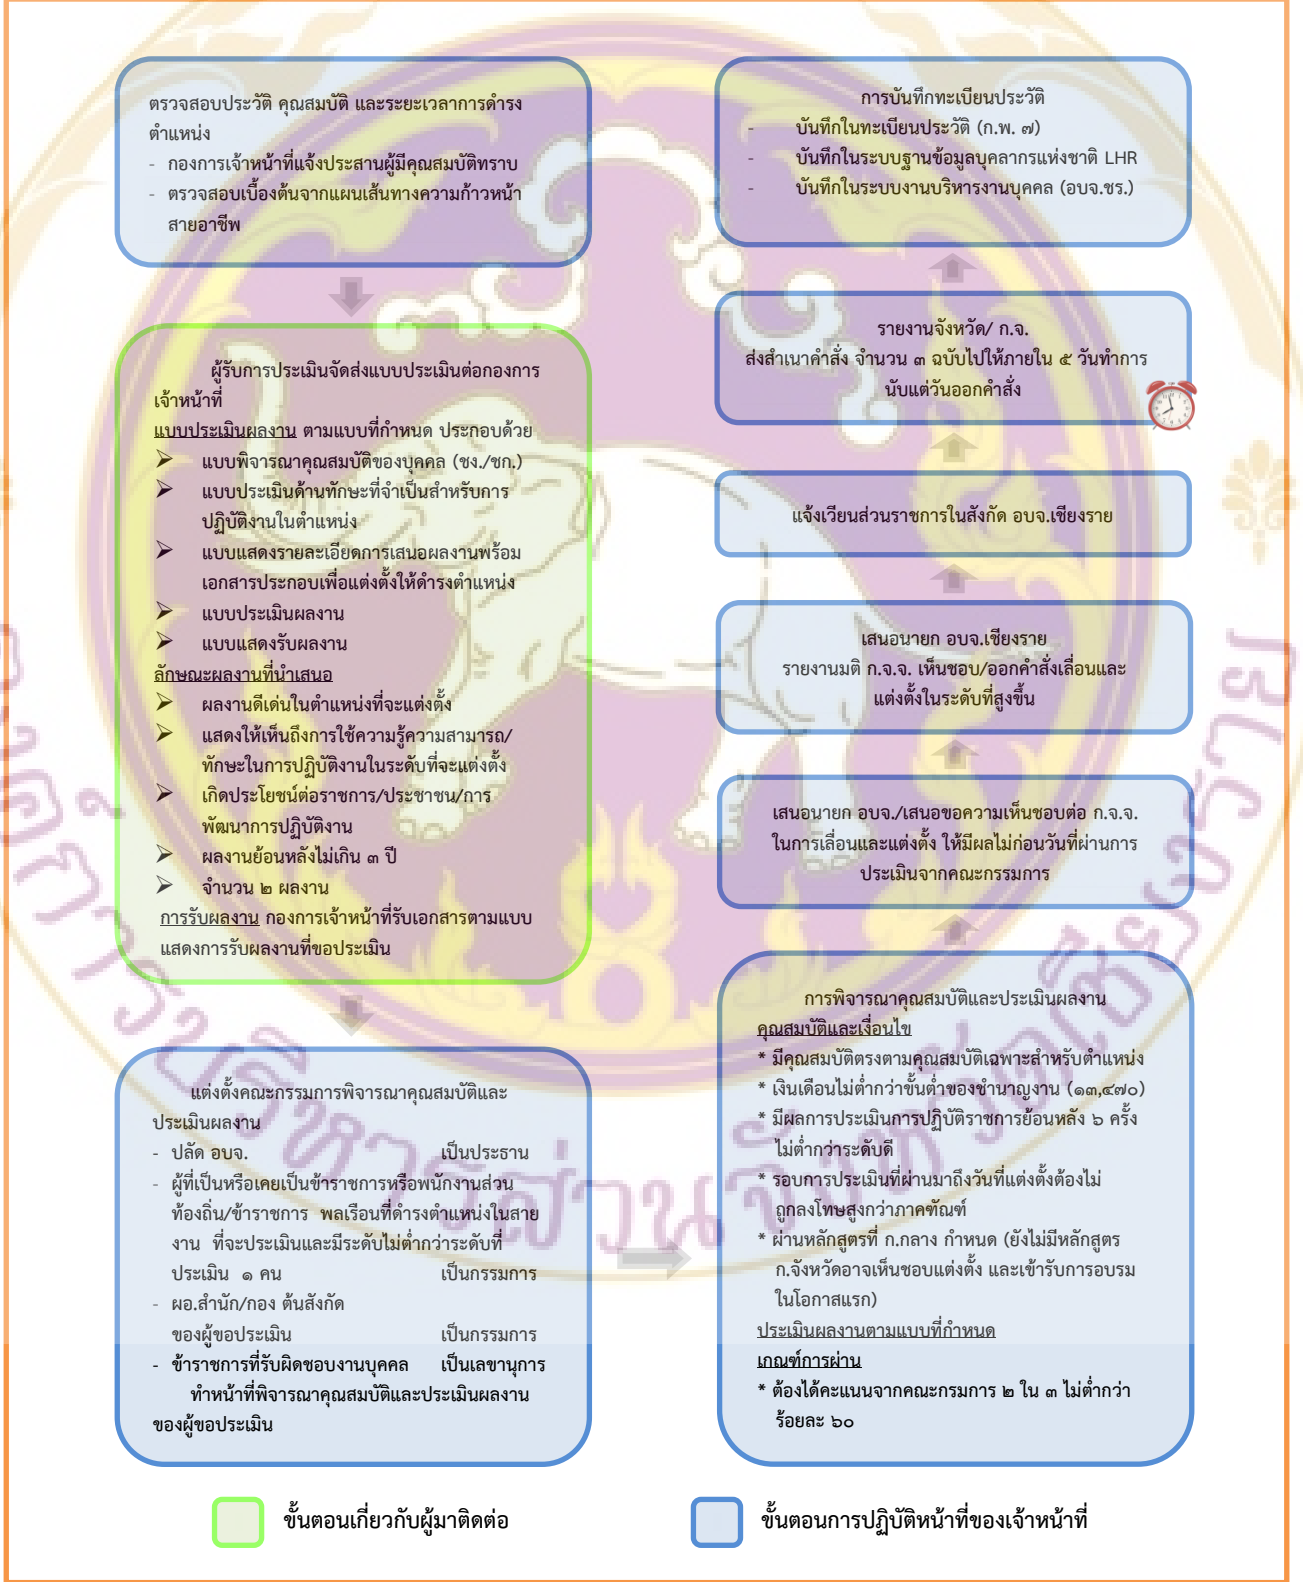 ตรวจสอบประวัติ คุณสมบัติ และระยะเวลาการดำรง
ตำแหน่ง
- กองการเจ้าหน้าที่แจ้งประสานผู้มีคุณสมบัติทราบ
- ตรวจสอบเบื้องต้นจากแผนเส้นทางความก้าวหน้า
สายอาชีพ
ผู้รับการประเมินจัดส่งแบบประเมินต่อกองการ
เจ้าหน้าที่
แบบประเมินผลงาน ตามแบบที่กำหนด ประกอบด้วย
➢ แบบพิจารณาคุณสมบัติของบุคคล (ชง./ชก.)
➢ แบบประเมินด้านทักษะที่จำเป็นสำหรับการ
ปฏิบัติงานในตำแหน่ง
➢ แบบแสดงรายละเอียดการเสนอผลงานพร้อม
เอกสารประกอบเพื่อแต่งตั้งให้ดำรงตำแหน่ง
➢ แบบประเมินผลงาน
➢ แบบแสดงรับผลงาน
ลักษณะผลงานที่นำเสนอ
➢ ผลงานดีเด่นในตำแหน่งที่จะแต่งตั้ง
➢ แสดงให้เห็นถึงการใช้ความรู้ความสามารถ/
ทักษะในการปฏิบัติงานในระดับที่จะแต่งตั้ง
➢ เกิดประโยชน์ต่อราชการ/ประชาชน/การ
พัฒนาการปฏิบัติงาน
➢ ผลงานย้อนหลังไม่เกิน ๓ ปี
➢ จำนวน ๒ ผลงาน
การรับผลงาน กองการเจ้าหน้าที่รับเอกสารตามแบบ
แสดงการรับผลงานที่ขอประเมิน
แต่งตั้งคณะกรรมการพิจารณาคุณสมบัติและ
ประเมินผลงาน
- ปลัด อบจ. เป็นประธาน
- ผู้ที่เป็นหรือเคยเป็นข้าราชการหรือพนักงานส่วน
ท้องถิ่น/ข้าราชการ พลเรือนที่ดำรงตำแหน่งในสาย
งาน ที่จะประเมินและมีระดับไม่ต่ำกว่าระดับที่
ประเมิน ๑ คน เป็นกรรมการ
- ผอ.สำนัก/กอง ต้นสังกัด
ของผู้ขอประเมิน เป็นกรรมการ
- ข้าราชการที่รับผิดชอบงานบุคคล เป็นเลขานุการ
ทำหน้าที่พิจารณาคุณสมบัติและประเมินผลงาน
ของผู้ขอประเมิน
การพิจารณาคุณสมบัติและประเมินผลงาน
คุณสมบัติและเงื่อนไข
* มีคุณสมบัติตรงตามคุณสมบัติเฉพาะสำหรับตำแหน่ง
* เงินเดือนไม่ต่ำกว่าขั้นต่ำของชำนาญงาน (๑๓,๔๗๐)
* มีผลการประเมินการปฏิบัติราชการย้อนหลัง ๖ ครั้ง
ไม่ต่ำกว่าระดับดี
* รอบการประเมินที่ผ่านมาถึงวันที่แต่งตั้งต้องไม่
ถูกลงโทษสูงกว่าภาคทัณฑ์
* ผ่านหลักสูตรที่ ก.กลาง กำหนด (ยังไม่มีหลักสูตร
ก.จังหวัดอาจเห็นชอบแต่งตั้ง และเข้ารับการอบรม
ในโอกาสแรก)
ประเมินผลงานตามแบบที่กำหนด
เกณฑ์การผ่าน
* ต้องได้คะแนนจากคณะกรมการ ๒ ใน ๓ ไม่ต่ำกว่า
ร้อยละ ๖๐
เสนอนายก อบจ./เสนอขอความเห็นชอบต่อ ก.จ.จ.
ในการเลื่อนและแต่งตั้ง ให้มีผลไม่ก่อนวันที่ผ่านการ
ประเมินจากคณะกรรมการ
เสนอนายก อบจ.เชียงราย
รายงานมติ ก.จ.จ. เห็นชอบ/ออกคำสั่งเลื่อนและ
แต่งตั้งในระดับที่สูงขึ้น
แจ้งเวียนส่วนราชการในสังกัด อบจ.เชียงราย
รายงานจังหวัด/ ก.จ.
ส่งสำเนาคำสั่ง จำนวน ๓ ฉบับไปให้ภายใน ๕ วันทำการ
นับแต่วันออกคำสั่ง
การบันทึกทะเบียนประวัติ
- บันทึกในทะเบียนประวัติ (ก.พ. ๗)
- บันทึกในระบบฐานข้อมูลบุคลากรแห่งชาติ LHR
- บันทึกในระบบงานบริหารงานบุคคล (อบจ.ชร.)
ขั้นตอนเกี่ยวกับผู้มาติดต่อ
ขั้นตอนการปฏิบัติหน้าที่ของเจ้าหน้าที่
องค์การบริหารส่วนจังหวัดเชียงราย